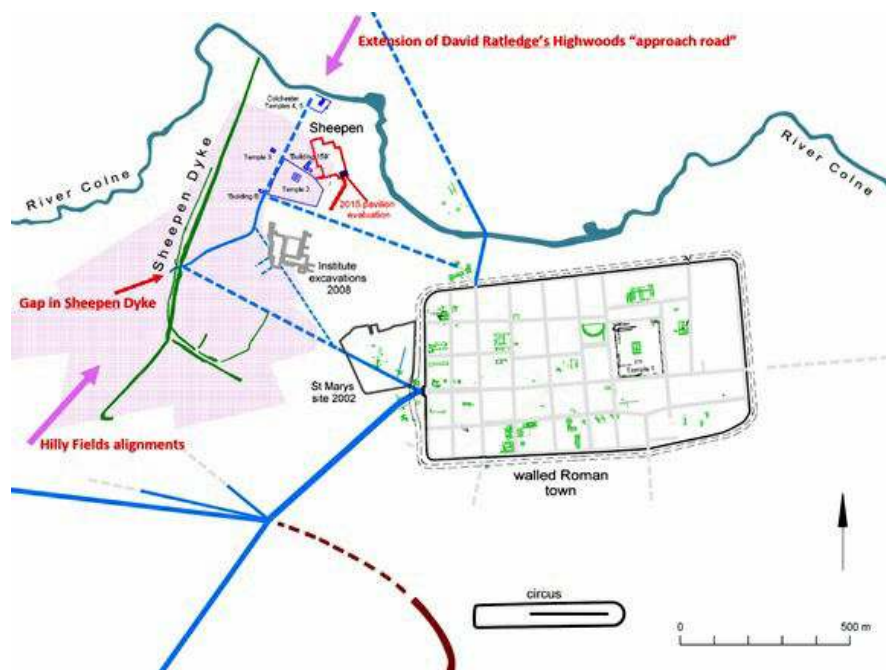 Extension of David Ratledge's Highwoods "approach road"
Colchester
Temples 4, 5
Sheepen
River Colne
Sheepen Dyke
Temple 3
'Building 159'
Temple 2
'Building 6'
2015 pavilion
evaluation
River Colne
Institute
excavations
2008
Gap in Sheepen Dyke
St Marys
site 2002
Temple 1
Hilly Fields alignments
walled Roman
town
circus
0
500 m